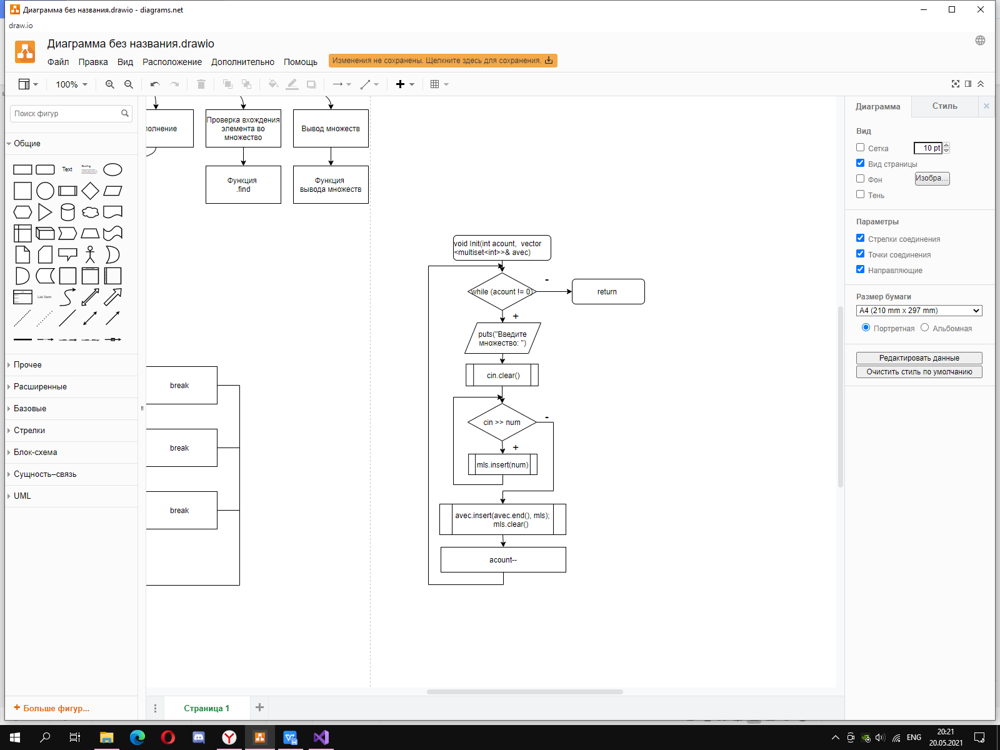 Диаграмма без названия.drawio - diagrams.net
draw.io
Диаграмма без названия.drawio
Файл Правка Вид Расположение Дополнительно Помощь
Изменения не сохранены. Щелкните здесь для сохранения.
100%
Поиск фигур
Общие
Text
Heading
List Item
Прочее
Расширенные
Базовые
Стрелки
Блок-схема
Сущность–связь
UML
+ Больше фигур...
полнение
Проверка вхождения
элемента во
множество
Вывод множеств
Функция
.find
Функция
вывода множеств
break
break
break
void Init(int acount, vector
<multiset<int>>& avec)
while (acount != 0)
-
return
+
puts("Введите
множество: ")
cin.clear()
cin >> num
-
+
mls.insert(num)
avec.insert(avec.end(), mls);
mls.clear()
acount--
Страница 1
Диаграмма
Стиль
Вид
Сетка
10 pt
Вид страницы
Фон
Изобра...
Тень
Параметры
Стрелки соединения
Точки соединения
Направляющие
Размер бумаги
A4 (210 mm x 297 mm)
Портретная
Альбомная
Редактировать данные
Очистить стиль по умолчанию
ENG
20:21
20.05.2021